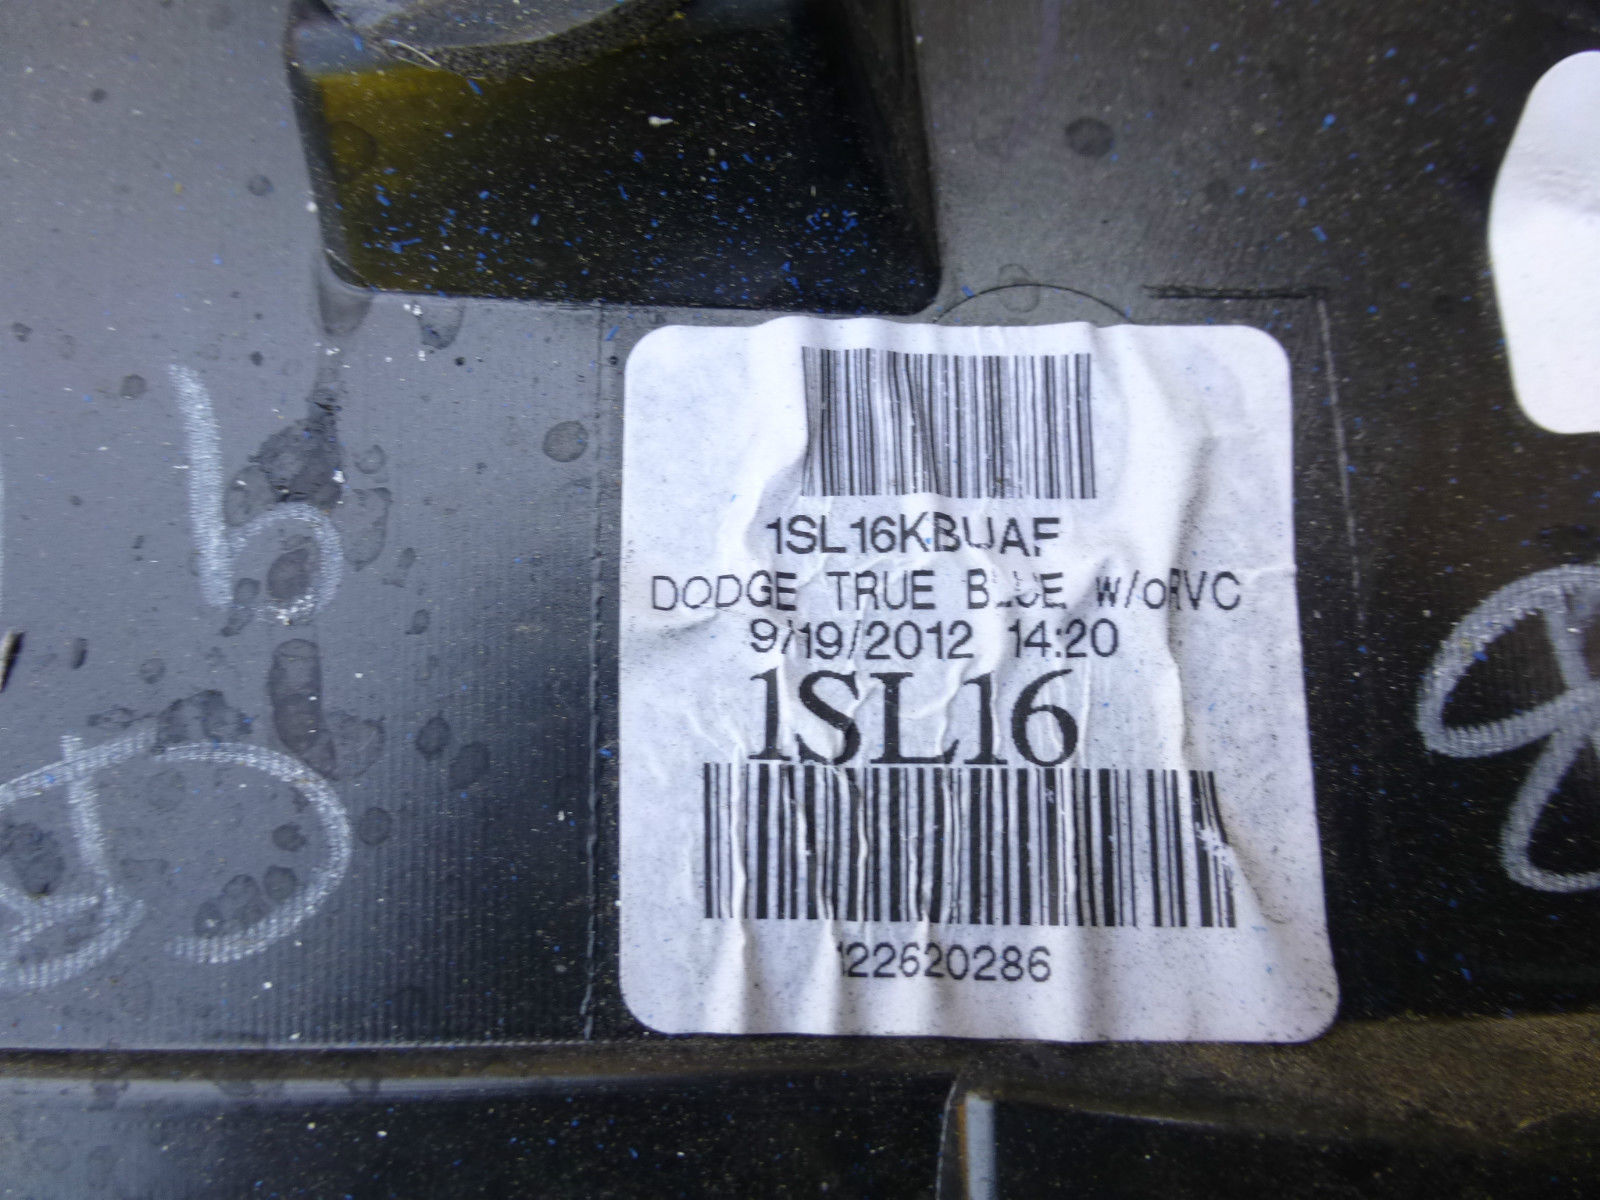 1SL16KBUAF
DODGE TRUE BLUE w/oRVC
9/19/2012 14:20
1SL16
122620286